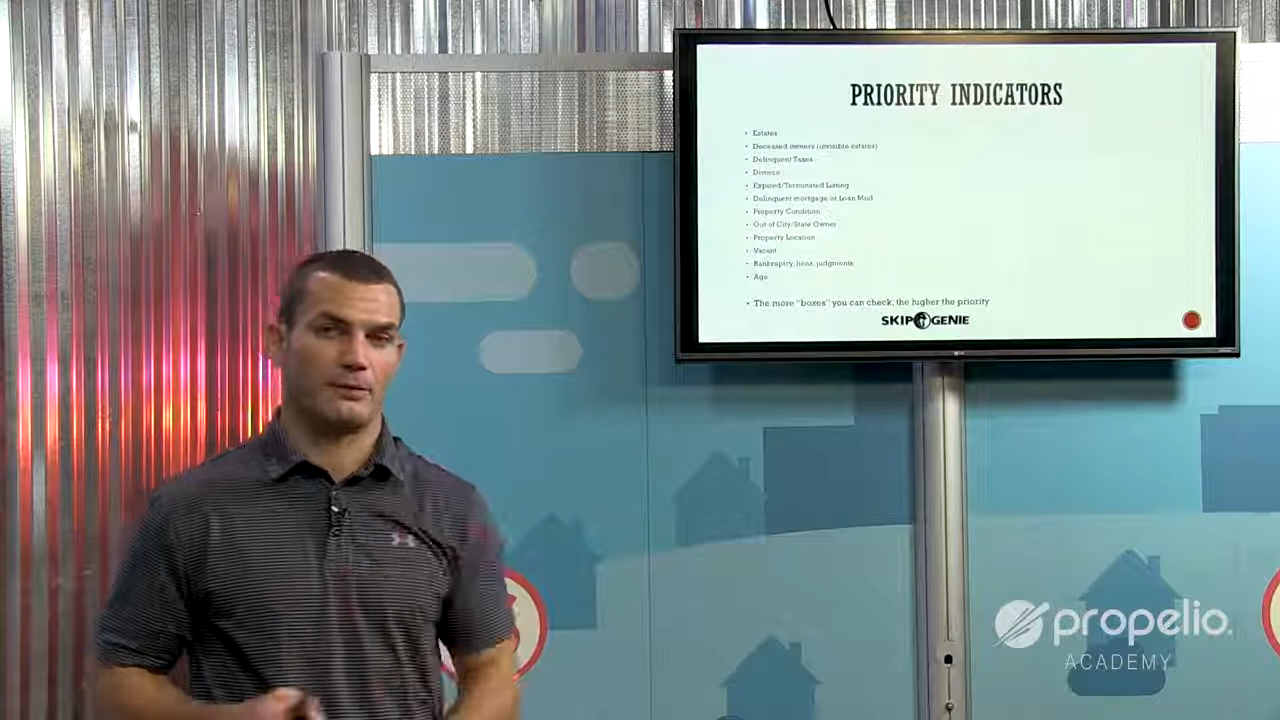 PRIORITY INDICATORS
• Estates
• Deceased owners (invisible estates)
• Delinquent Taxes
• Divorce
• Expired/Terminated Listing
• Delinquent mortgage or Loan Mod
• Property Condition
• Out of City/State Owner
• Property Location
• Vacant
• Bankruptcy, liens, judgments
• Age
• The more "boxes" you can check, the higher the priority
SKIP GENIE
propelio
ACADEMY